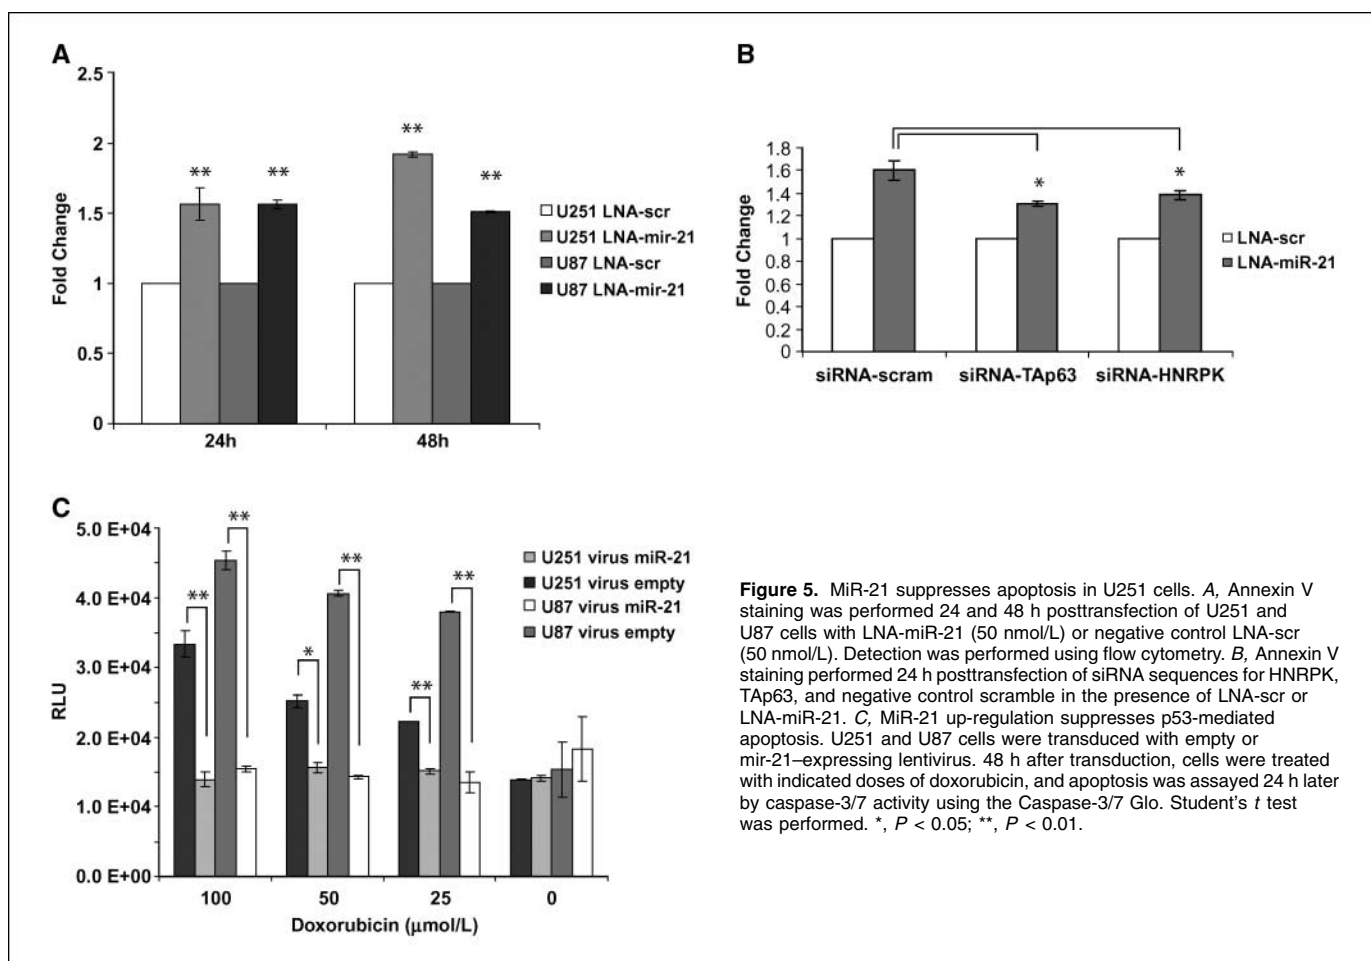 A
2.5
2
1.5
1
0.5
0
Fold Change
**
**
**
**
24h
48h
U251 LNA-scr
U251 LNA-mir-21
U87 LNA-scr
U87 LNA-mir-21
B
1.8
1.6
1.4
1.2
1
0.8
0.6
0.4
0.2
0
Fold Change
*
*
siRNA-scram
siRNA-TAp63
siRNA-HNRPK
LNA-scr
LNA-miR-21
C
5.0 E+04
4.0 E+04
3.0 E+04
2.0 E+04
1.0 E+04
0.0 E+00
RLU
**
**
*
**
**
**
100
50
25
0
Doxorubicin (μmol/L)
U251 virus miR-21
U251 virus empty
U87 virus miR-21
U87 virus empty
Figure 5. MiR-21 suppresses apoptosis in U251 cells. A, Annexin V
staining was performed 24 and 48 h posttransfection of U251 and
U87 cells with LNA-miR-21 (50 nmol/L) or negative control LNA-scr
(50 nmol/L). Detection was performed using flow cytometry. B, Annexin V
staining performed 24 h posttransfection of siRNA sequences for HNRPK,
TAp63, and negative control scramble in the presence of LNA-scr or
LNA-miR-21. C, MiR-21 up-regulation suppresses p53-mediated
apoptosis. U251 and U87 cells were transduced with empty or
mir-21–expressing lentivirus. 48 h after transduction, cells were treated
with indicated doses of doxorubicin, and apoptosis was assayed 24 h later
by caspase-3/7 activity using the Caspase-3/7 Glo. Student's t test
was performed. *, P < 0.05; **, P < 0.01.